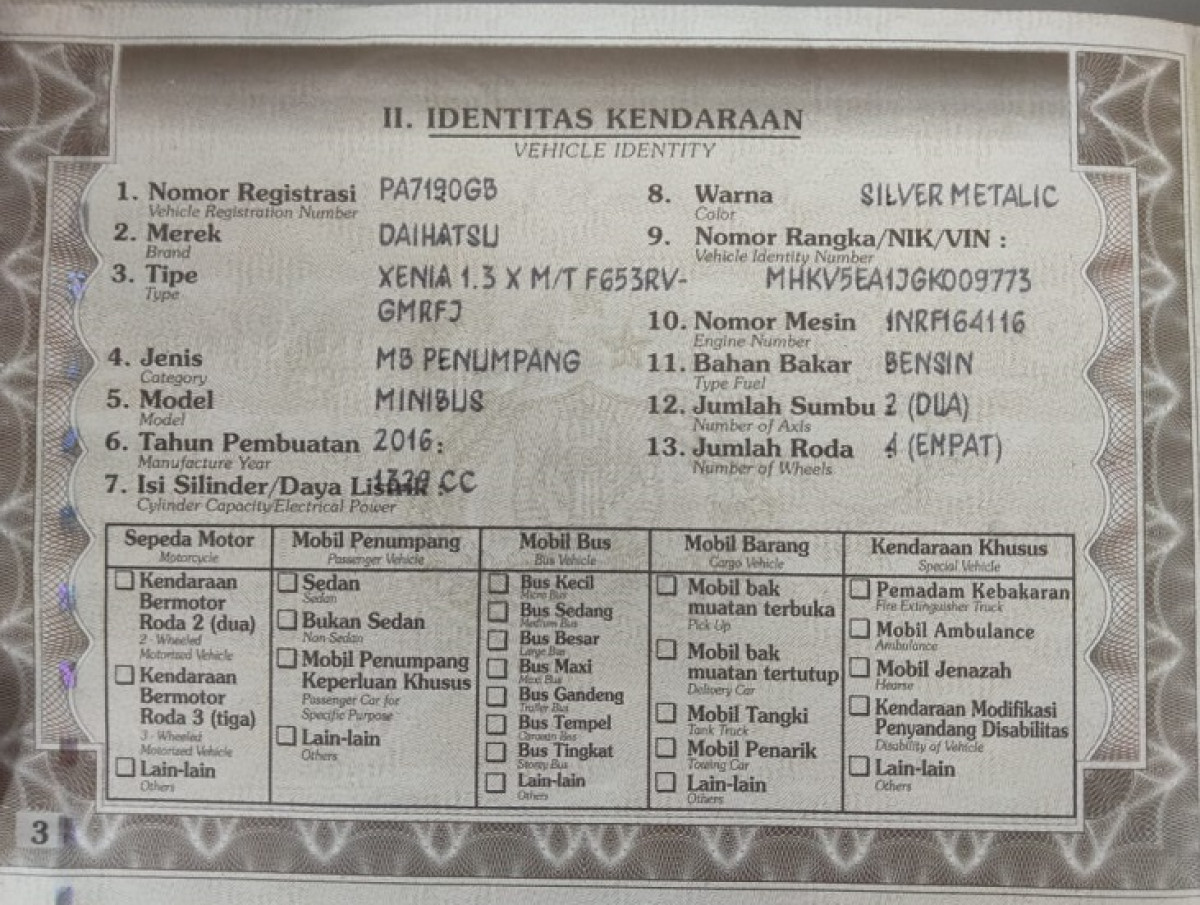 II. IDENTITAS KENDARAAN
VEHICLE IDENTITY
1. Nomor Registrasi PA7190GB
Vehicle Registration Number
2. Merek DAIHATSU
Brand
3. Tipe XENIA 1.3 X M/T F653RV-
Type
GMRFJ
4. Jenis MB PENUMPANG
Category
5. Model MINIBUS
Model
6. Tahun Pembuatan 2016:
Manufacture Year
7. Isi Silinder/Daya Listrik : 1329 CC
Cylinder Capacity/Electrical Power
8. Warna SILVER METALIC
Color
9. Nomor Rangka/NIK/VIN :
Vehicle Identity Number
MHKV5EA1JGK009773
10. Nomor Mesin 1NRF164116
Engine Number
11. Bahan Bakar BENSIN
Type Fuel
12. Jumlah Sumbu 2 (DUA)
Number of Axis
13. Jumlah Roda 4 (EMPAT)
Number of Wheels
Sepeda Motor
Motorcycle
Kendaraan
Bermotor
Roda 2 (dua)
2 - Wheeled
Motorized Vehicle
Kendaraan
Bermotor
Roda 3 (tiga)
3 - Wheeled
Motorized Vehicle
Lain-lain
Others
Mobil Penumpang
Passenger Vehicle
Sedan
Sedan
Bukan Sedan
Non-Sedan
Mobil Penumpang
Keperluan Khusus
Passenger Car for
Specific Purpose
Lain-lain
Others
Mobil Bus
Bus Vehicle
Bus Kecil
Micro Bus
Bus Sedang
Medium Bus
Bus Besar
Large Bus
Bus Maxi
Maxi Bus
Bus Gandeng
Trailer Bus
Bus Tempel
Caravan Bus
Bus Tingkat
Storey Bus
Lain-lain
Others
Mobil Barang
Cargo Vehicle
Mobil bak
muatan terbuka
Pick Up
Mobil bak
muatan tertutup
Delivery Car
Mobil Tangki
Tank Truck
Mobil Penarik
Towing Car
Lain-lain
Others
Kendaraan Khusus
Special Vehicle
Pemadam Kebakaran
Fire Extinguisher Truck
Mobil Ambulance
Ambulance
Mobil Jenazah
Hearse
Kendaraan Modifikasi
Penyandang Disabilitas
Disability of Vehicle
Lain-lain
Others
3